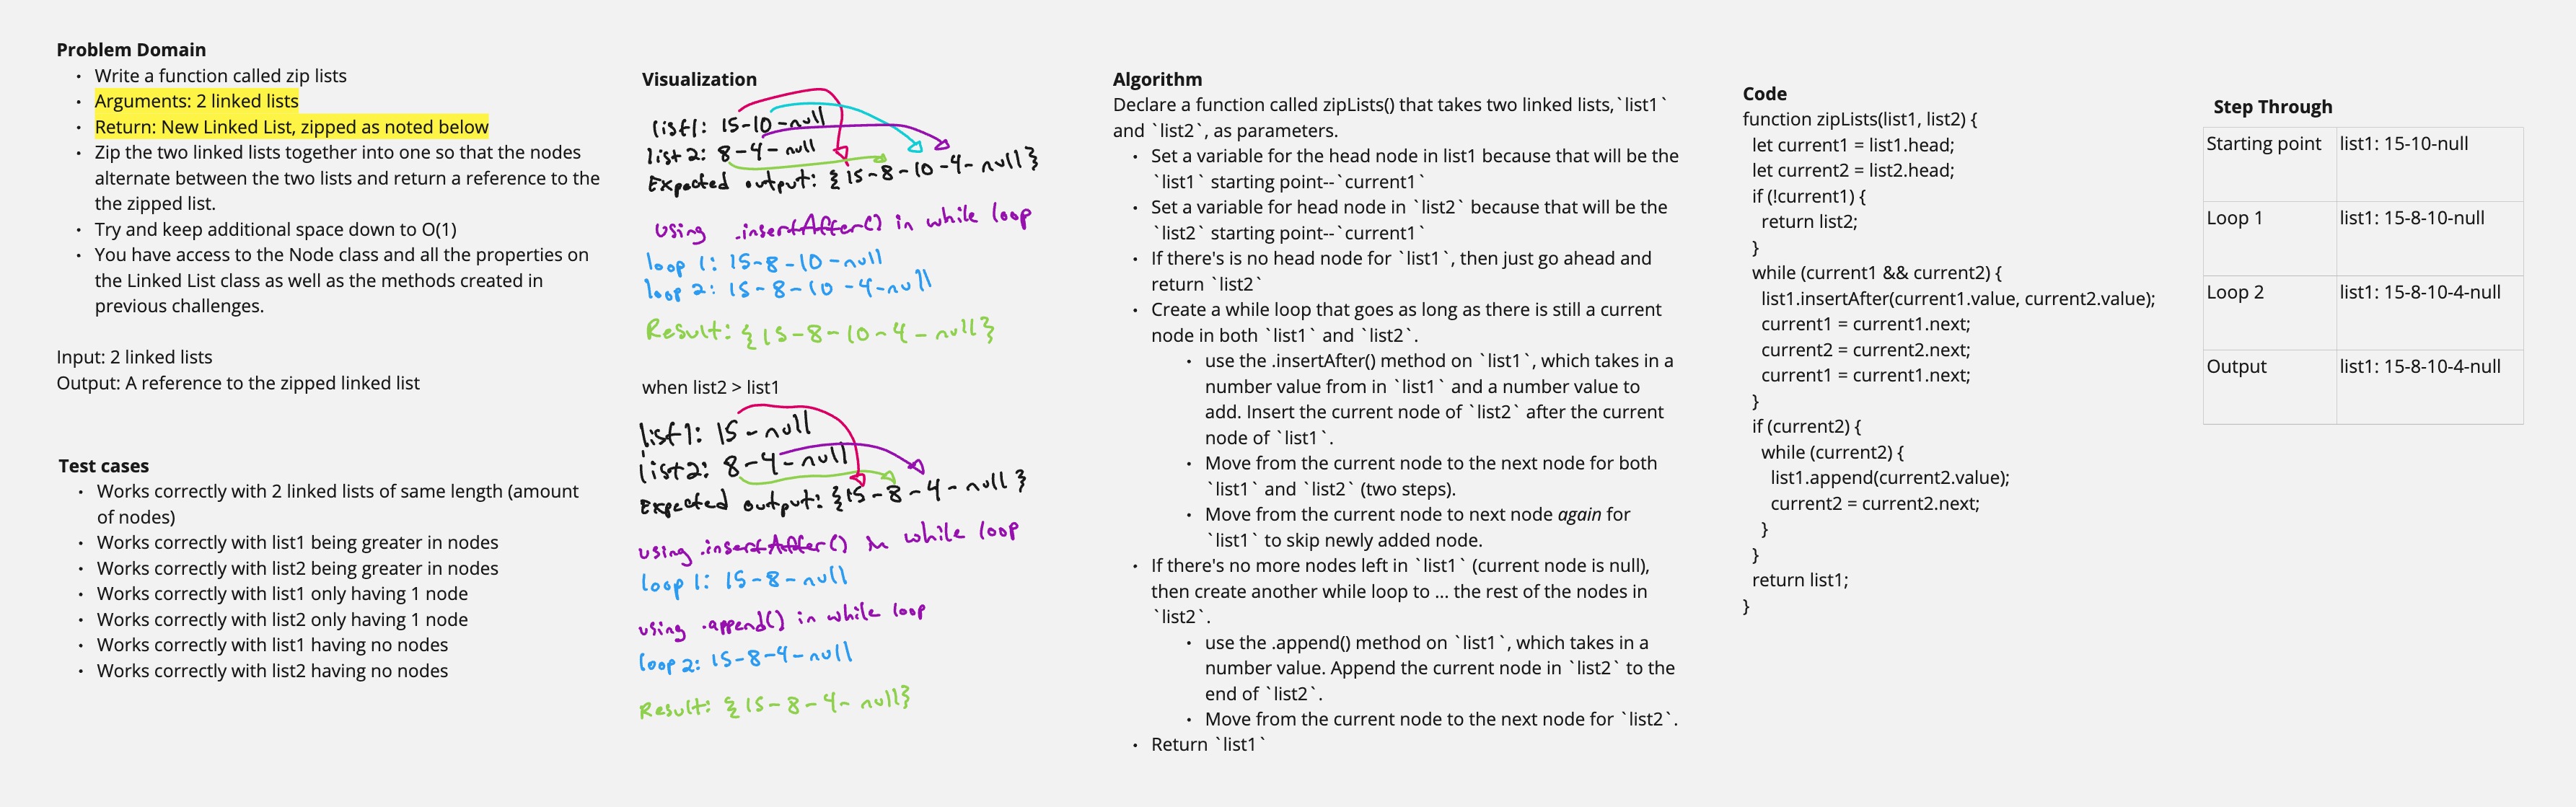 Problem Domain
• Write a function called zip lists
• Arguments: 2 linked lists
• Return: New Linked List, zipped as noted below
• Zip the two linked lists together into one so that the nodes
alternate between the two lists and return a reference to the
the zipped list.
• Try and keep additional space down to O(1)
• You have access to the Node class and all the properties on
the Linked List class as well as the methods created in
previous challenges.
Input: 2 linked lists
Output: A reference to the zipped linked list
Test cases
• Works correctly with 2 linked lists of same length (amount
of nodes)
• Works correctly with list1 being greater in nodes
• Works correctly with list2 being greater in nodes
• Works correctly with list1 only having 1 node
• Works correctly with list2 only having 1 node
• Works correctly with list1 having no nodes
• Works correctly with list2 having no nodes
Visualization
list1: 15-10-null
list2: 8-4-null
Expected output: {15-8-10-4-null}
using .insertAfter() in while loop
loop 1: 15-8-10-null
loop 2: 15-8-10-4-null
Result: {15-8-10-4-null}
when list2 > list1
list1: 15-null
list2: 8-4-null
Expected output: {15-8-4-null}
using .insertAfter() in while loop
loop 1: 15-8-null
using .append() in while loop
loop 2: 15-8-4-null
Result: {15-8-4-null}
Algorithm
Declare a function called zipLists() that takes two linked lists,`list1`
and `list2`, as parameters.
• Set a variable for the head node in list1 because that will be the
`list1` starting point--`current1`
• Set a variable for head node in `list2` because that will be the
`list2` starting point--`current1`
• If there's is no head node for `list1`, then just go ahead and
return `list2`
• Create a while loop that goes as long as there is still a current
node in both `list1` and `list2`.
• use the .insertAfter() method on `list1`, which takes in a
number value from in `list1` and a number value to
add. Insert the current node of `list2` after the current
node of `list1`.
• Move from the current node to the next node for both
`list1` and `list2` (two steps).
• Move from the current node to next node again for
`list1` to skip newly added node.
• If there's no more nodes left in `list1` (current node is null),
then create another while loop to ... the rest of the nodes in
`list2`.
• use the .append() method on `list1`, which takes in a
number value. Append the current node in `list2` to the
end of `list2`.
• Move from the current node to the next node for `list2`.
• Return `list1`
Code
function zipLists(list1, list2) {
let current1 = list1.head;
let current2 = list2.head;
if (!current1) {
return list2;
}
while (current1 && current2) {
list1.insertAfter(current1.value, current2.value);
current1 = current1.next;
current2 = current2.next;
current1 = current1.next;
}
if (current2) {
while (current2) {
list1.append(current2.value);
current2 = current2.next;
}
}
return list1;
}
Step Through
Starting point list1: 15-10-null
Loop 1 list1: 15-8-10-null
Loop 2 list1: 15-8-10-4-null
Output list1: 15-8-10-4-null